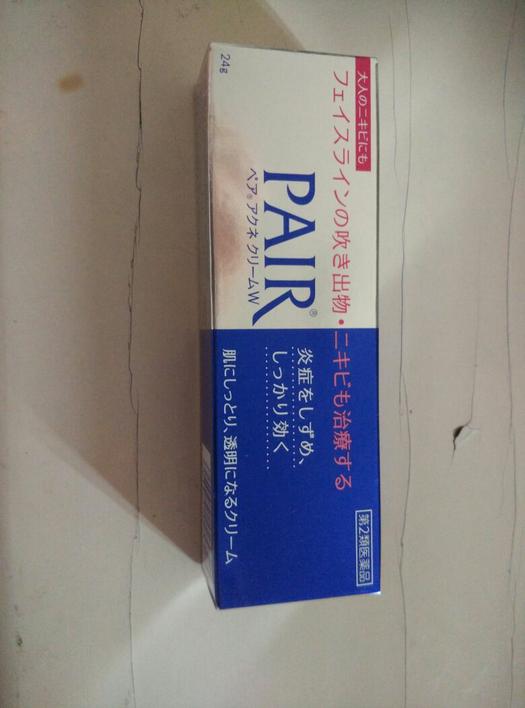 大人のニキビにも
フェイスラインの吹き出物・ニキビも治療する
PAIR®
ペア®アクネクリームW
炎症をしずめ、
しっかり効く
肌にしっとり、透明になるクリーム
第2類医薬品
24g